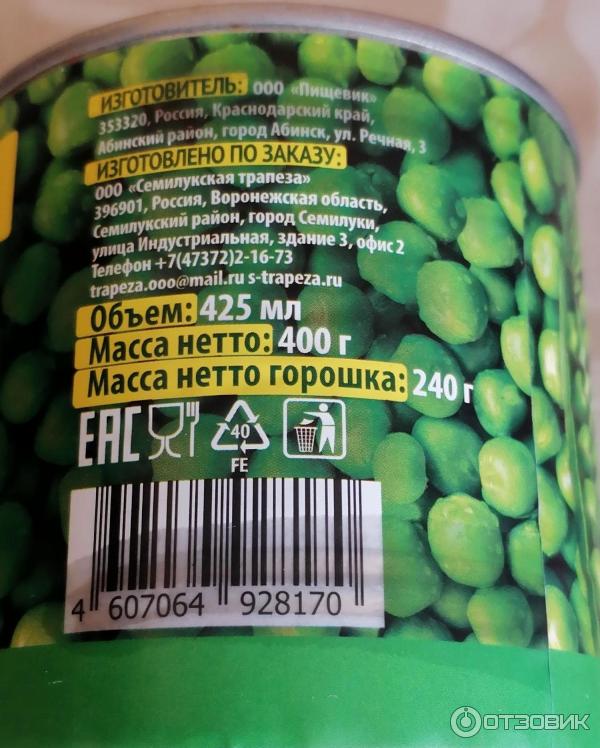 ИЗГОТОВИТЕЛЬ: ООО «Пищевик»
353320, Россия, Краснодарский край,
Абинский район, город Абинск, ул. Речная, 3
ИЗГОТОВЛЕНО ПО ЗАКАЗУ:
ООО «Семилукская трапеза»
396901, Россия, Воронежская область,
Семилукский район, город Семилуки,
улица Индустриальная, здание 3, офис 2
Телефон +7(47372)2-16-73
trapeza.ooo@mail.ru s-trapeza.ru
Объем: 425 мл
Масса нетто: 400 г
Масса нетто горошка: 240 г
EAC 40
FE
4 607064 928170
ОТЗОВИК